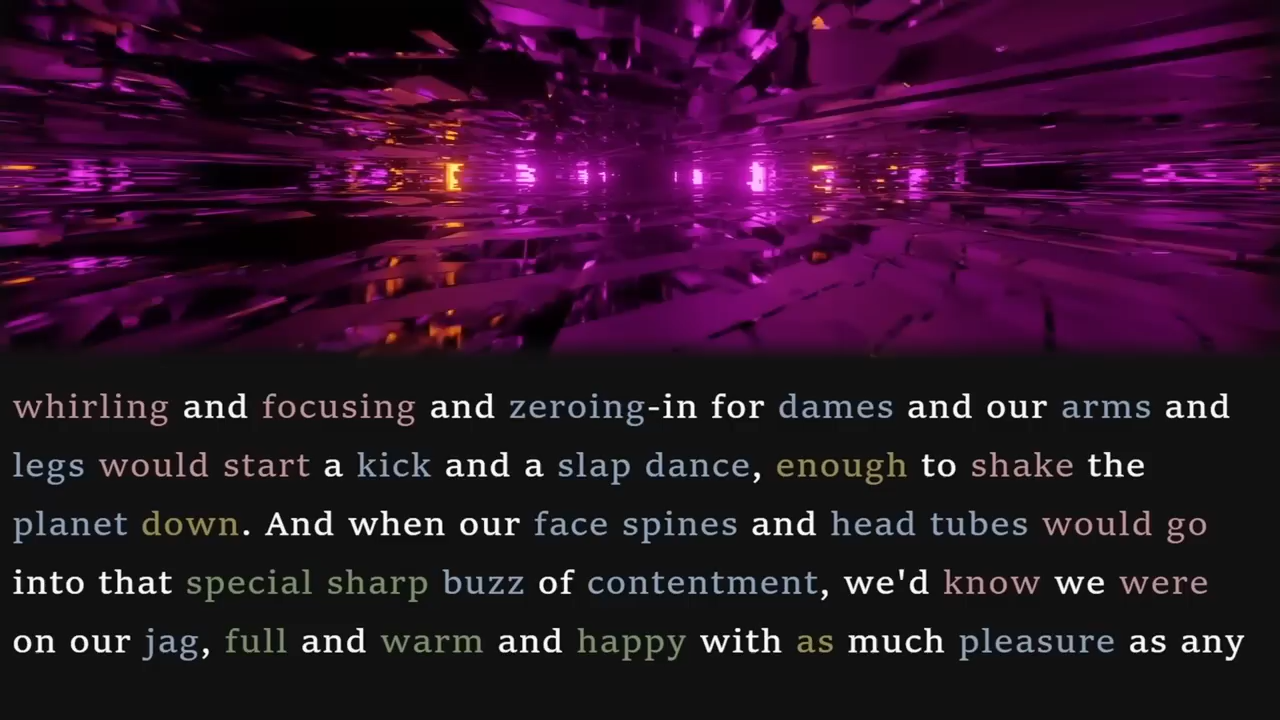 whirling and focusing and zeroing-in for dames and our arms and
legs would start a kick and a slap dance, enough to shake the
planet down. And when our face spines and head tubes would go
into that special sharp buzz of contentment, we'd know we were
on our jag, full and warm and happy with as much pleasure as any